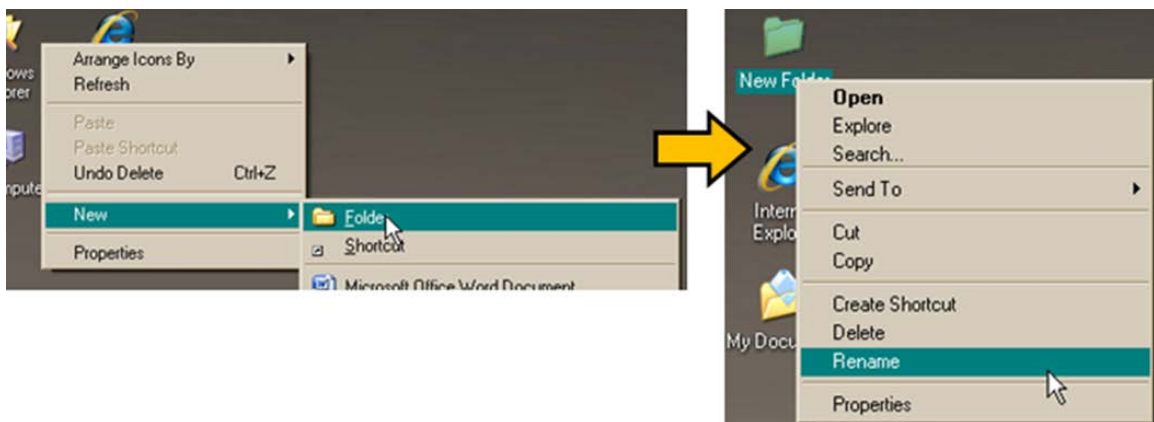 Arrange Icons By
Refresh
Paste
Paste Shortcut
Undo Delete Ctrl+Z
New
Properties
Folde
Shortcut
Microsoft Office Word Document
New Folder
Open
Explore
Search...
Send To
Cut
Copy
Create Shortcut
Delete
Rename
Properties
Intern
Explo
My Docu